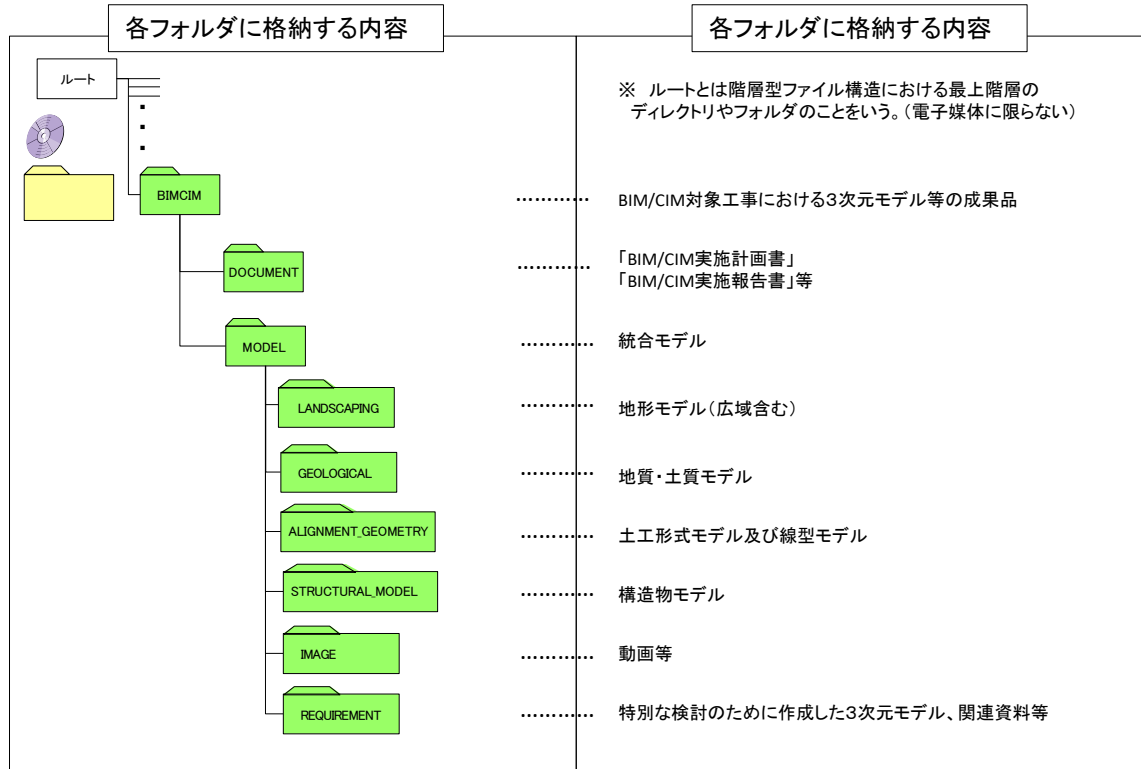 各フォルダに格納する内容
各フォルダに格納する内容
ルート
※ ルートとは階層型ファイル構造における最上階層の
ディレクトリやフォルダのことをいう。(電子媒体に限らない)
BIMCIM
………… BIM/CIM対象工事における3次元モデル等の成果品
DOCUMENT
………… 「BIM/CIM実施計画書」
「BIM/CIM実施報告書」等
MODEL
………… 統合モデル
LANDSCAPING
………… 地形モデル(広域含む)
GEOLOGICAL
………… 地質・土質モデル
ALIGNMENT_GEOMETRY
………… 土工形式モデル及び線型モデル
STRUCTURAL_MODEL
………… 構造物モデル
IMAGE
………… 動画等
REQUIREMENT
………… 特別な検討のために作成した3次元モデル、関連資料等